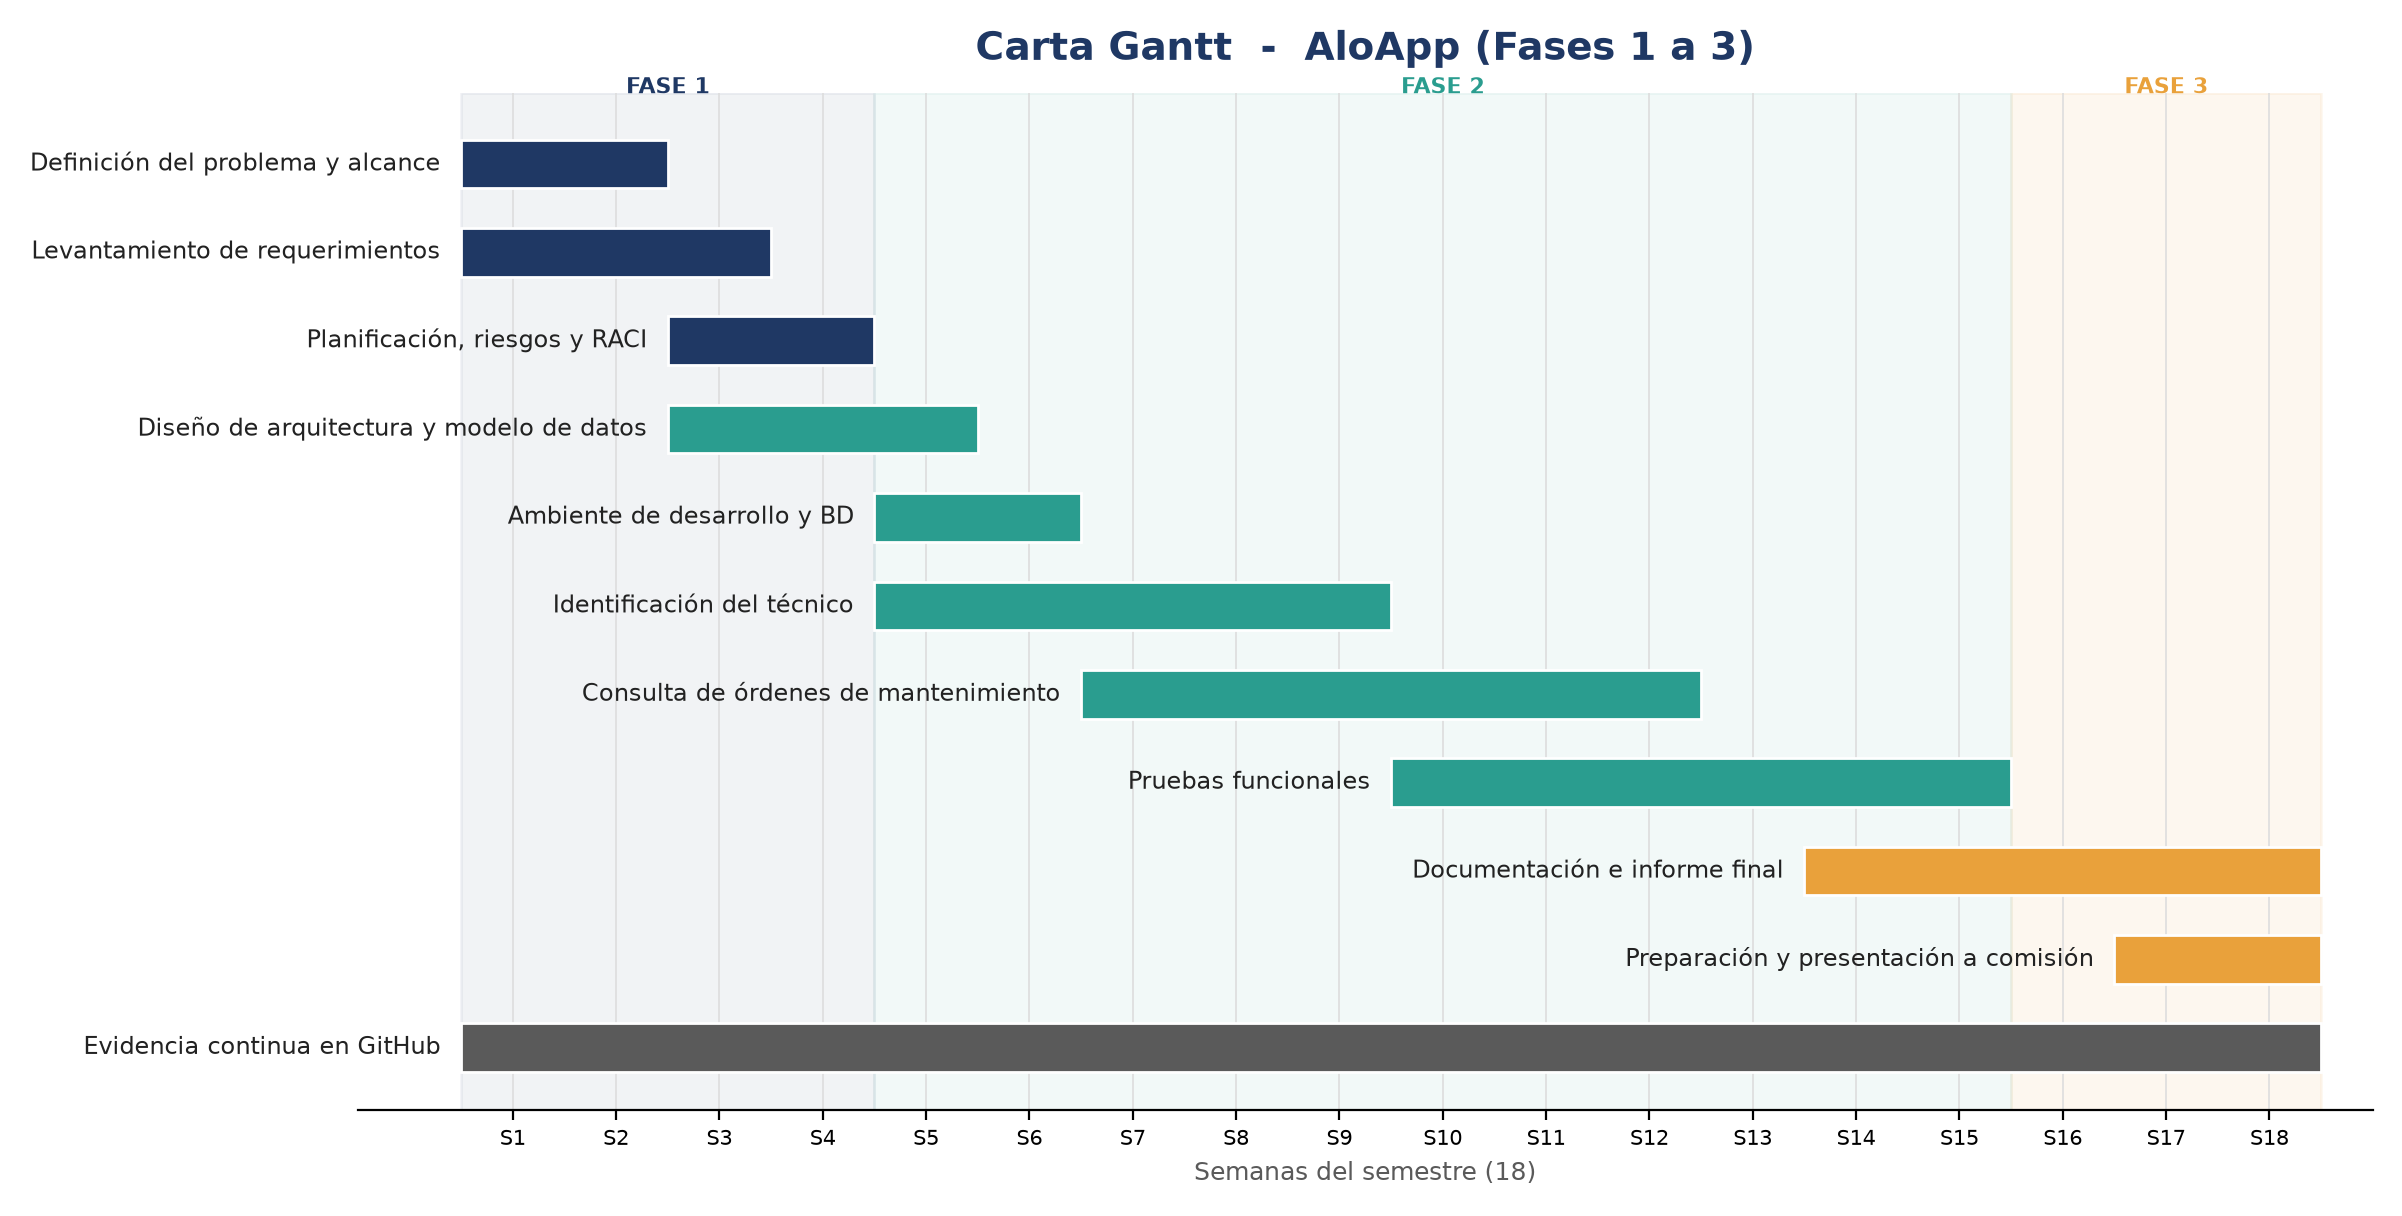 Carta Gantt - AloApp (Fases 1 a 3)
FASE 1 FASE 2 FASE 3
Definición del problema y alcance
Levantamiento de requerimientos
Planificación, riesgos y RACI
Diseño de arquitectura y modelo de datos
Ambiente de desarrollo y BD
Identificación del técnico
Consulta de órdenes de mantenimiento
Pruebas funcionales
Documentación e informe final
Preparación y presentación a comisión
Evidencia continua en GitHub
S1 S2 S3 S4 S5 S6 S7 S8 S9 S10 S11 S12 S13 S14 S15 S16 S17 S18
Semanas del semestre (18)